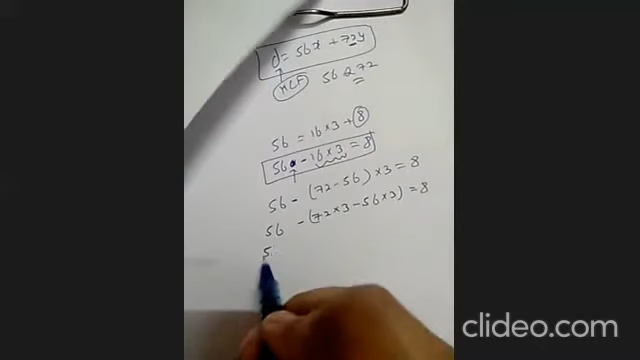 d = 56x + 72y
HCF 56 & 72
56 = 16×3 + 8
56 - 16×3 = 8
56 - (72-56)×3 = 8
56 - (72×3 - 56×3) = 8
5
clideo.com